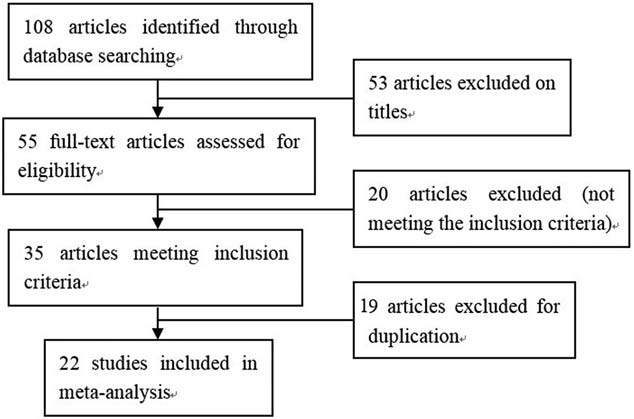 108 articles identified through
database searching
53 articles excluded on
titles
55 full-text articles assessed for
eligibility
20 articles excluded (not
meeting the inclusion criteria)
35 articles meeting inclusion
criteria
19 articles excluded for
duplication
22 studies included in
meta-analysis